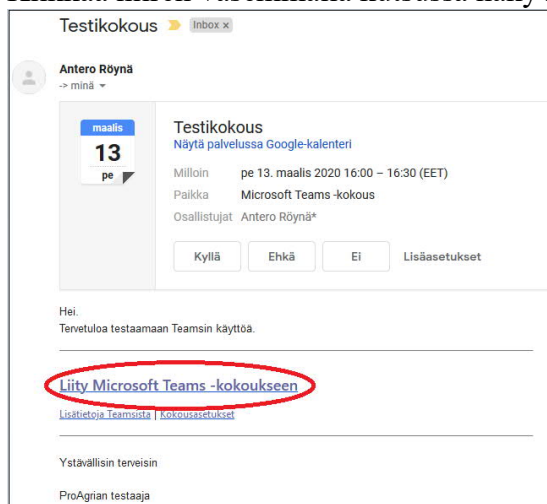 Testikokous Inbox x
Antero Röynä
-> minä
maalis
13
pe
Testikokous
Näytä palvelussa Google-kalenteri
Milloin pe 13. maalis 2020 16:00 – 16:30 (EET)
Paikka Microsoft Teams -kokous
Osallistujat Antero Röynä*
Kyllä Ehkä Ei Lisäasetukset
Hei.
Tervetuloa testaamaan Teamsin käyttöä.
Liity Microsoft Teams -kokoukseen
Lisätietoja Teamsista | Kokousasetukset
Ystävällisin terveisin
ProAgrian testaaja